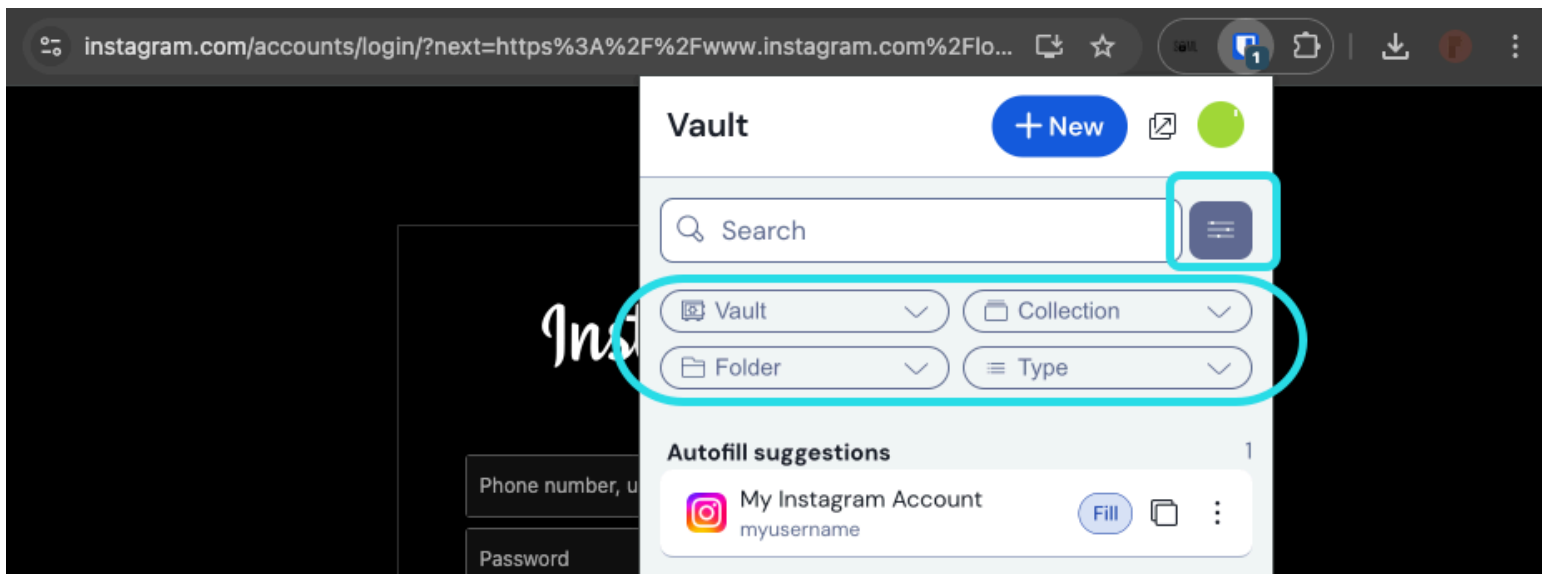 instagram.com/accounts/login/?next=https%3A%2F%2Fwww.instagram.com%2Flo...
1
Vault
New
Search
Vault
Collection
Folder
Type
Inst
Autofill suggestions 1
Phone number, u
My Instagram Account
myusername
Fill
Password